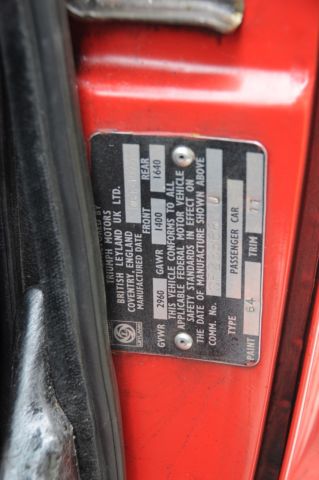 TRIUMPH MOTORS
BRITISH LEYLAND UK LTD.
COVENTRY, ENGLAND
MANUFACTURED DATE
FRONT REAR
GVWR 2960 GAWR 1400 1640
THIS VEHICLE CONFORMS TO ALL
APPLICABLE FEDERAL MOTOR VEHICLE
SAFETY STANDARDS IN EFFECT ON
THE DATE OF MANUFACTURE SHOWN ABOVE
COMM. No. U
TYPE PASSENGER CAR
PAINT 64 TRIM 11